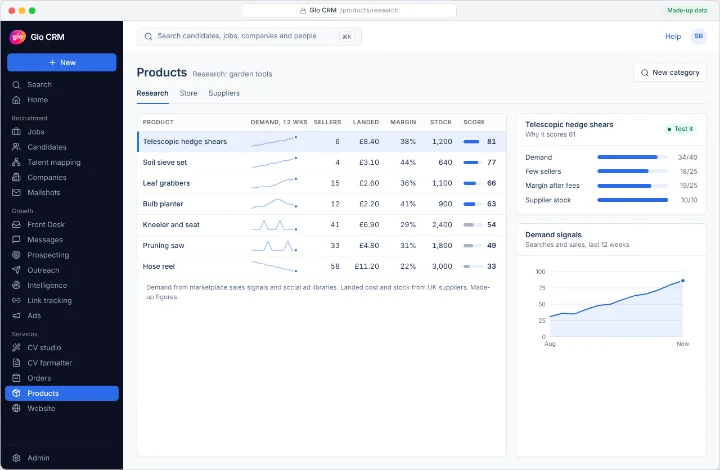 Glo CRM /products/research
Made-up data
glo Glo CRM
Search candidates, jobs, companies and people ⌘K
Help SB
+ New
Search
Home
Recruitment
Jobs
Candidates
Talent mapping
Companies
Mailshots
Growth
Front Desk
Messages
Prospecting
Outreach
Intelligence
Link tracking
Ads
Services
CV studio
CV formatter
Orders
Products
Website
Admin
Products Research: garden tools
New category
Research Store Suppliers
PRODUCT DEMAND, 12 WKS SELLERS LANDED MARGIN STOCK SCORE
Telescopic hedge shears 6 £8.40 38% 1,200 81
Soil sieve set 4 £3.10 44% 640 77
Leaf grabbers 15 £2.60 36% 1,100 66
Bulb planter 12 £2.20 41% 900 63
Kneeler and seat 41 £6.90 29% 2,400 54
Pruning saw 33 £4.80 31% 1,800 49
Hose reel 58 £11.20 22% 3,000 33
Demand from marketplace sales signals and social ad libraries. Landed cost and stock from UK suppliers. Made-
up figures.
Telescopic hedge shears
Why it scores 81
Test it
Demand 34/40
Few sellers 18/25
Margin after fees 19/25
Supplier stock 10/10
Demand signals
Searches and sales, last 12 weeks
100
75
50
25
0
Aug Now